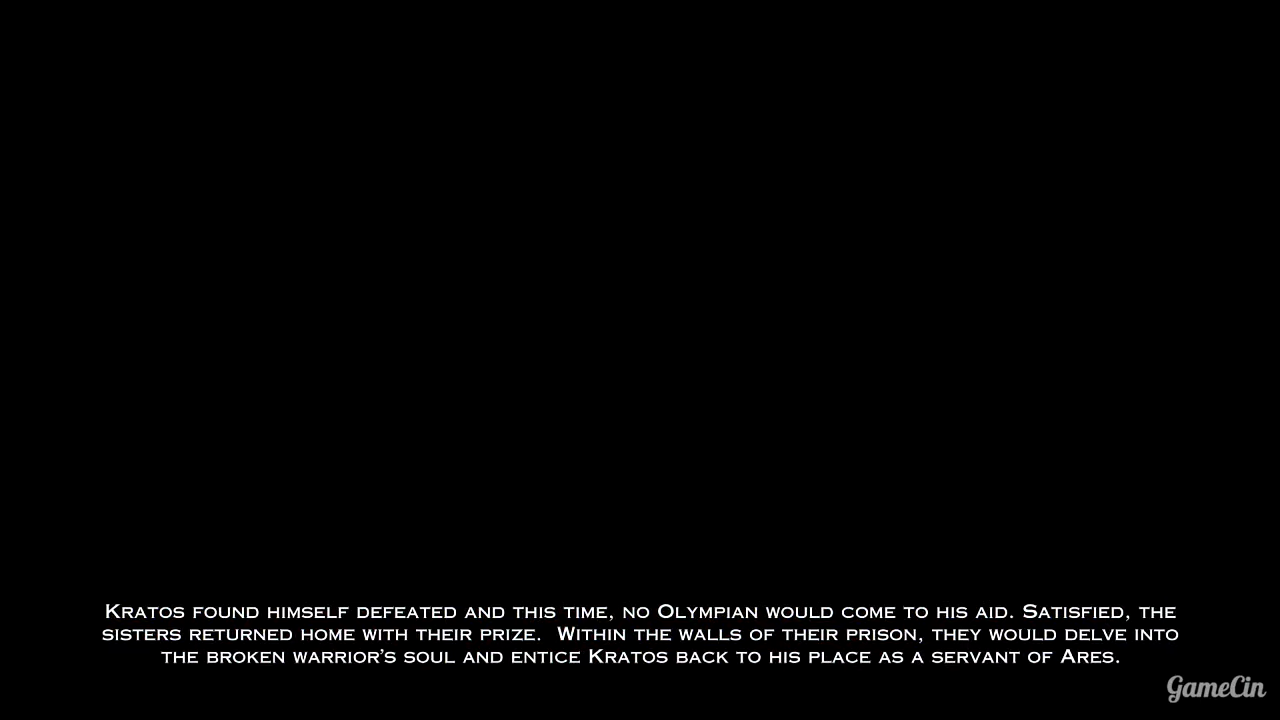 Kratos found himself defeated and this time, no Olympian would come to his aid. Satisfied, the
sisters returned home with their prize.  Within the walls of their prison, they would delve into
the broken warrior’s soul and entice Kratos back to his place as a servant of Ares.
GameCin